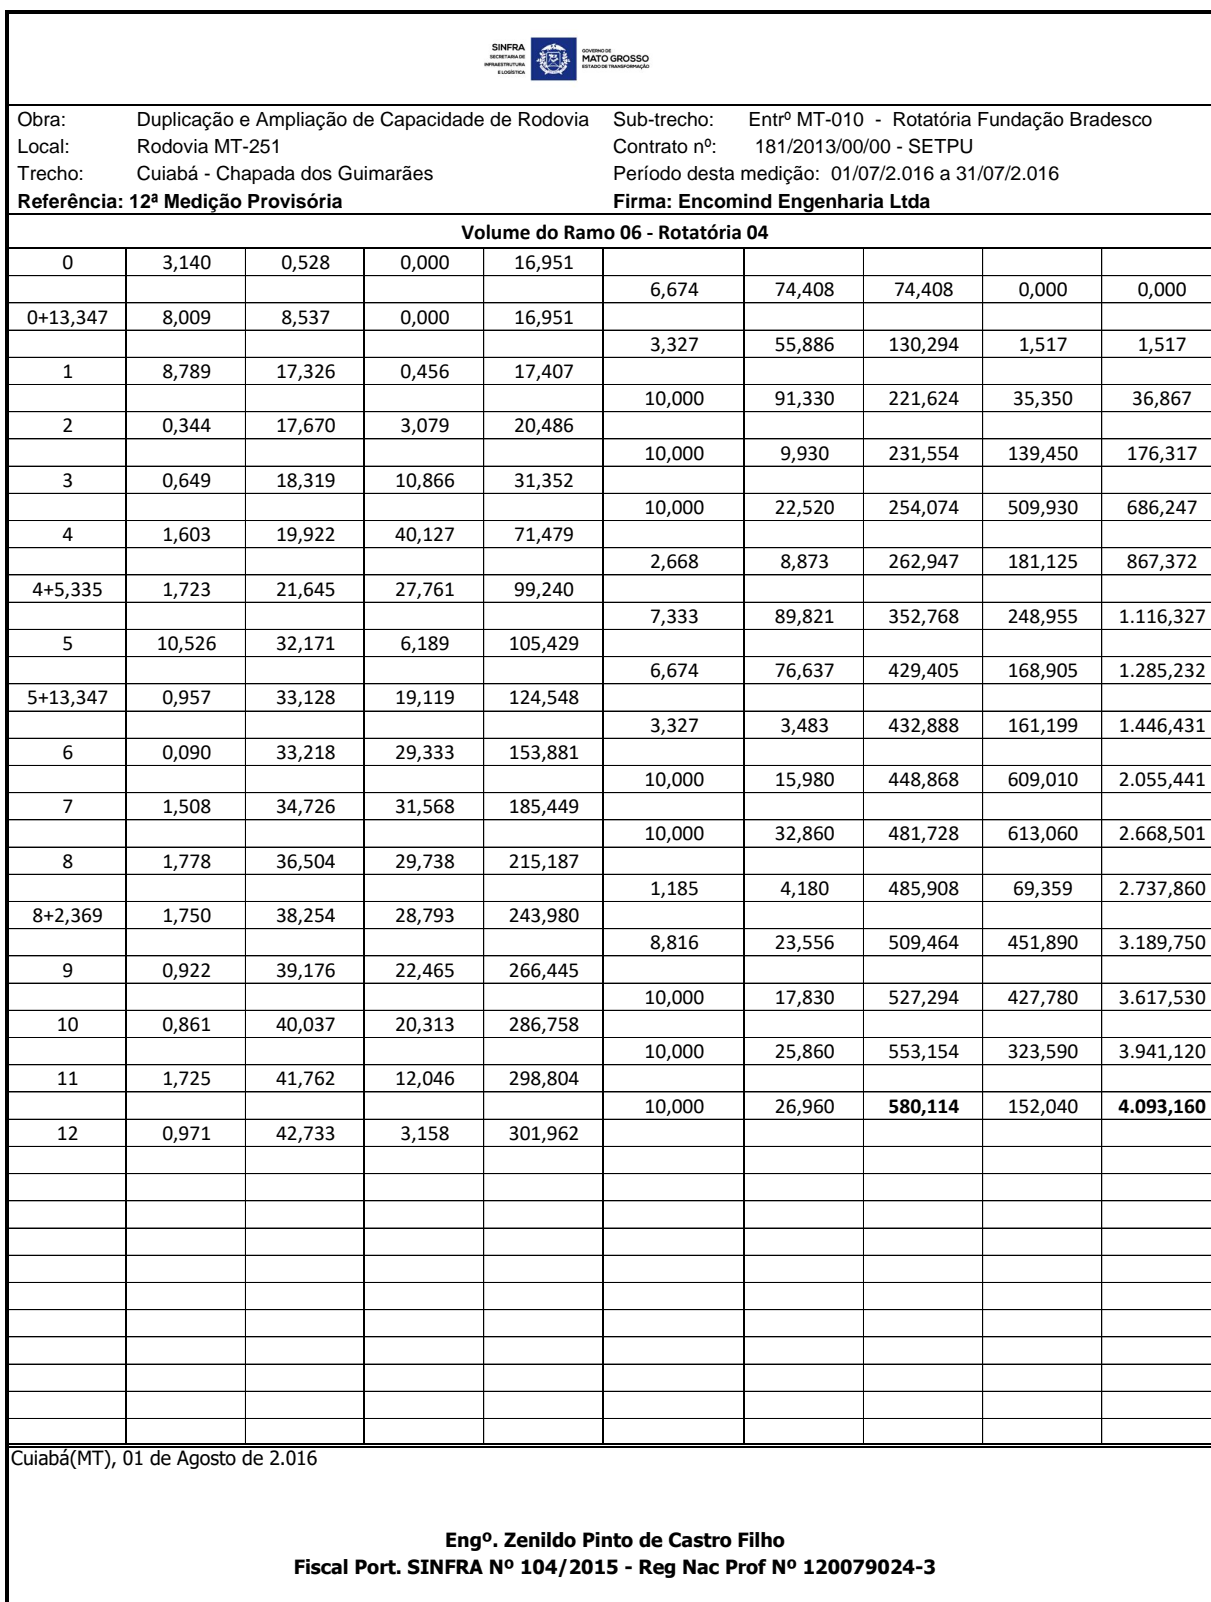 SINFRA
SECRETARIA DE
INFRAESTRUTURA
E LOGÍSTICA
GOVERNO DE
MATO GROSSO
ESTADO DE TRANSFORMAÇÃO
Obra: Duplicação e Ampliação de Capacidade de Rodovia Sub-trecho: Entrº MT-010 - Rotatória Fundação Bradesco
Local: Rodovia MT-251 Contrato nº: 181/2013/00/00 - SETPU
Trecho: Cuiabá - Chapada dos Guimarães Período desta medição: 01/07/2.016 a 31/07/2.016
Referência: 12ª Medição Provisória Firma: Encomind Engenharia Ltda
Volume do Ramo 06 - Rotatória 04
0 3,140 0,528 0,000 16,951
6,674 74,408 74,408 0,000 0,000
0+13,347 8,009 8,537 0,000 16,951
3,327 55,886 130,294 1,517 1,517
1 8,789 17,326 0,456 17,407
10,000 91,330 221,624 35,350 36,867
2 0,344 17,670 3,079 20,486
10,000 9,930 231,554 139,450 176,317
3 0,649 18,319 10,866 31,352
10,000 22,520 254,074 509,930 686,247
4 1,603 19,922 40,127 71,479
2,668 8,873 262,947 181,125 867,372
4+5,335 1,723 21,645 27,761 99,240
7,333 89,821 352,768 248,955 1.116,327
5 10,526 32,171 6,189 105,429
6,674 76,637 429,405 168,905 1.285,232
5+13,347 0,957 33,128 19,119 124,548
3,327 3,483 432,888 161,199 1.446,431
6 0,090 33,218 29,333 153,881
10,000 15,980 448,868 609,010 2.055,441
7 1,508 34,726 31,568 185,449
10,000 32,860 481,728 613,060 2.668,501
8 1,778 36,504 29,738 215,187
1,185 4,180 485,908 69,359 2.737,860
8+2,369 1,750 38,254 28,793 243,980
8,816 23,556 509,464 451,890 3.189,750
9 0,922 39,176 22,465 266,445
10,000 17,830 527,294 427,780 3.617,530
10 0,861 40,037 20,313 286,758
10,000 25,860 553,154 323,590 3.941,120
11 1,725 41,762 12,046 298,804
10,000 26,960 580,114 152,040 4.093,160
12 0,971 42,733 3,158 301,962
Cuiabá(MT), 01 de Agosto de 2.016
Engº. Zenildo Pinto de Castro Filho
Fiscal Port. SINFRA Nº 104/2015 - Reg Nac Prof Nº 120079024-3